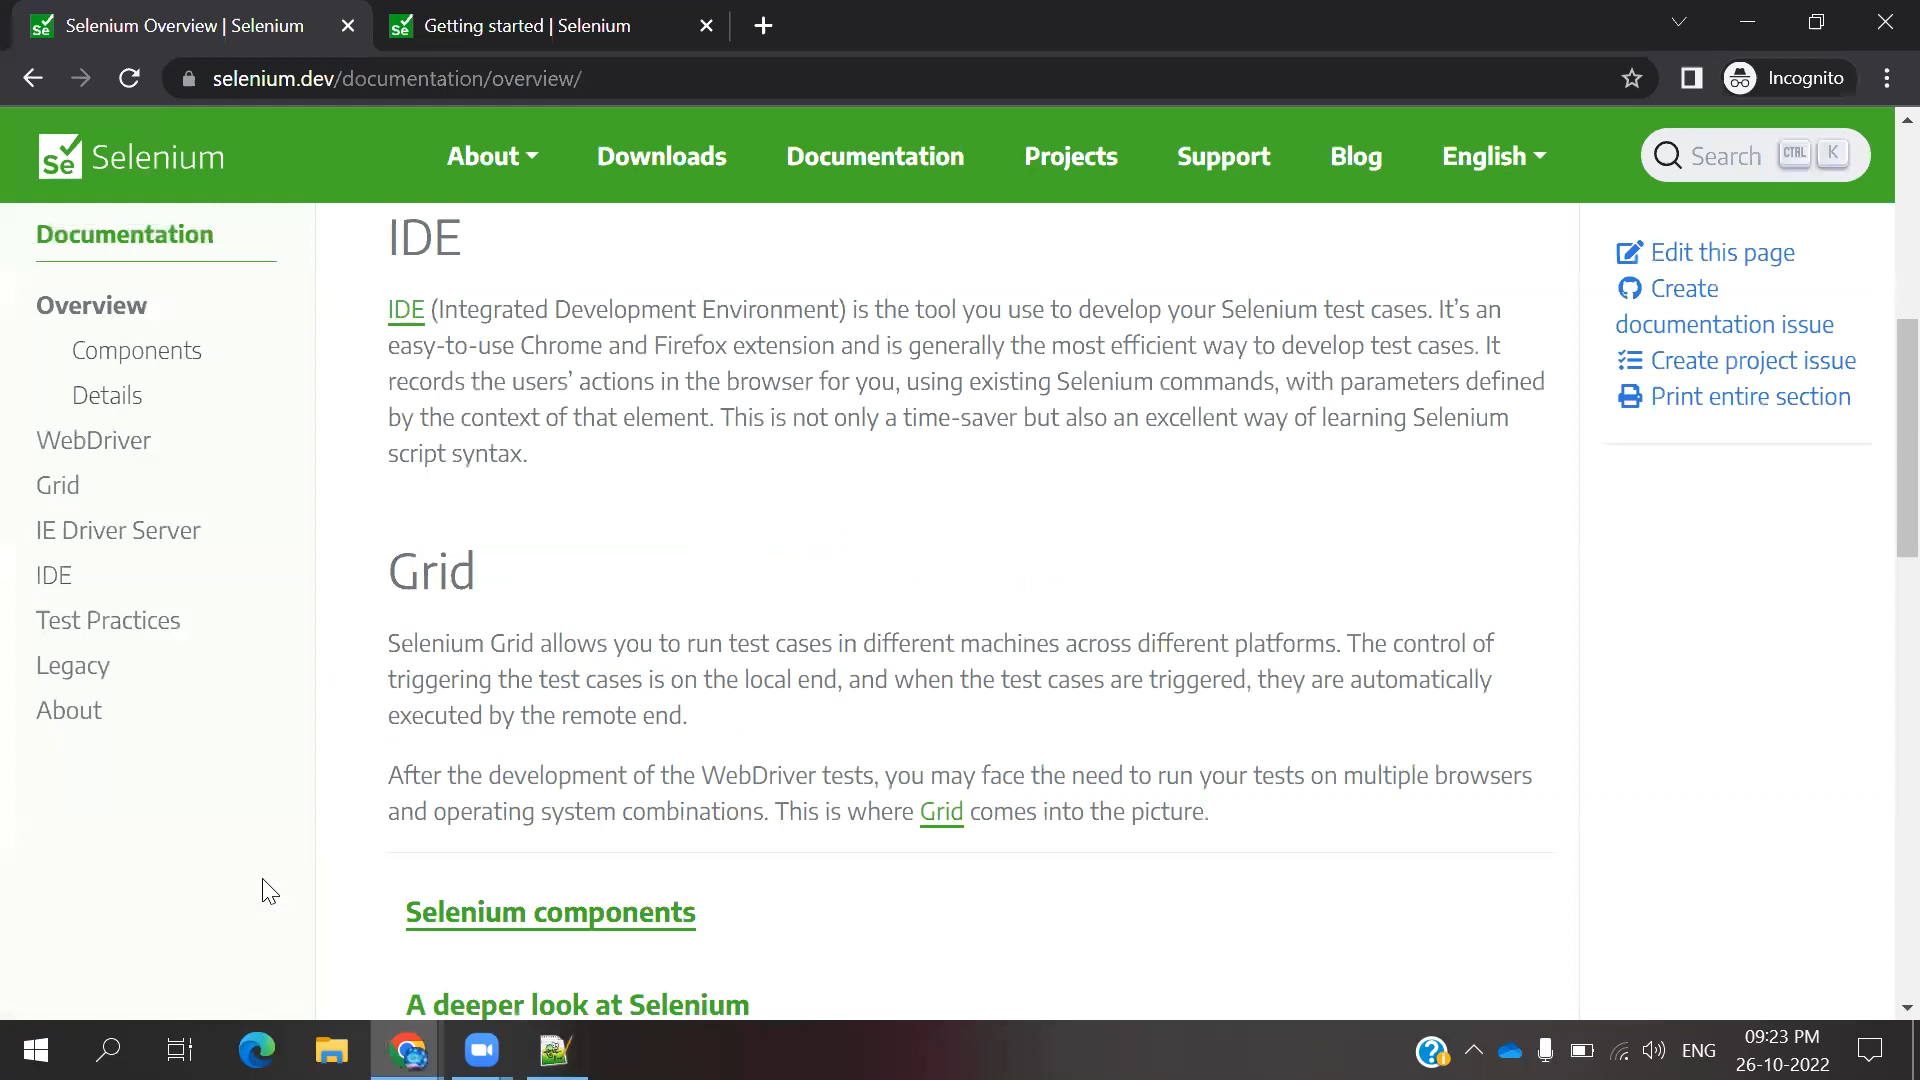 Selenium Overview | Selenium
Getting started | Selenium
selenium.dev/documentation/overview/
Incognito
Se Selenium
About
Downloads
Documentation
Projects
Support
Blog
English
Search CTRL K
Documentation
Overview
Components
Details
WebDriver
Grid
IE Driver Server
IDE
Test Practices
Legacy
About
IDE
IDE (Integrated Development Environment) is the tool you use to develop your Selenium test cases. It’s an
easy-to-use Chrome and Firefox extension and is generally the most efficient way to develop test cases. It
records the users’ actions in the browser for you, using existing Selenium commands, with parameters defined
by the context of that element. This is not only a time-saver but also an excellent way of learning Selenium
script syntax.
Grid
Selenium Grid allows you to run test cases in different machines across different platforms. The control of
triggering the test cases is on the local end, and when the test cases are triggered, they are automatically
executed by the remote end.
After the development of the WebDriver tests, you may face the need to run your tests on multiple browsers
and operating system combinations. This is where Grid comes into the picture.
Selenium components
A deeper look at Selenium
Edit this page
Create
documentation issue
Create project issue
Print entire section
ENG
09:23 PM
26-10-2022